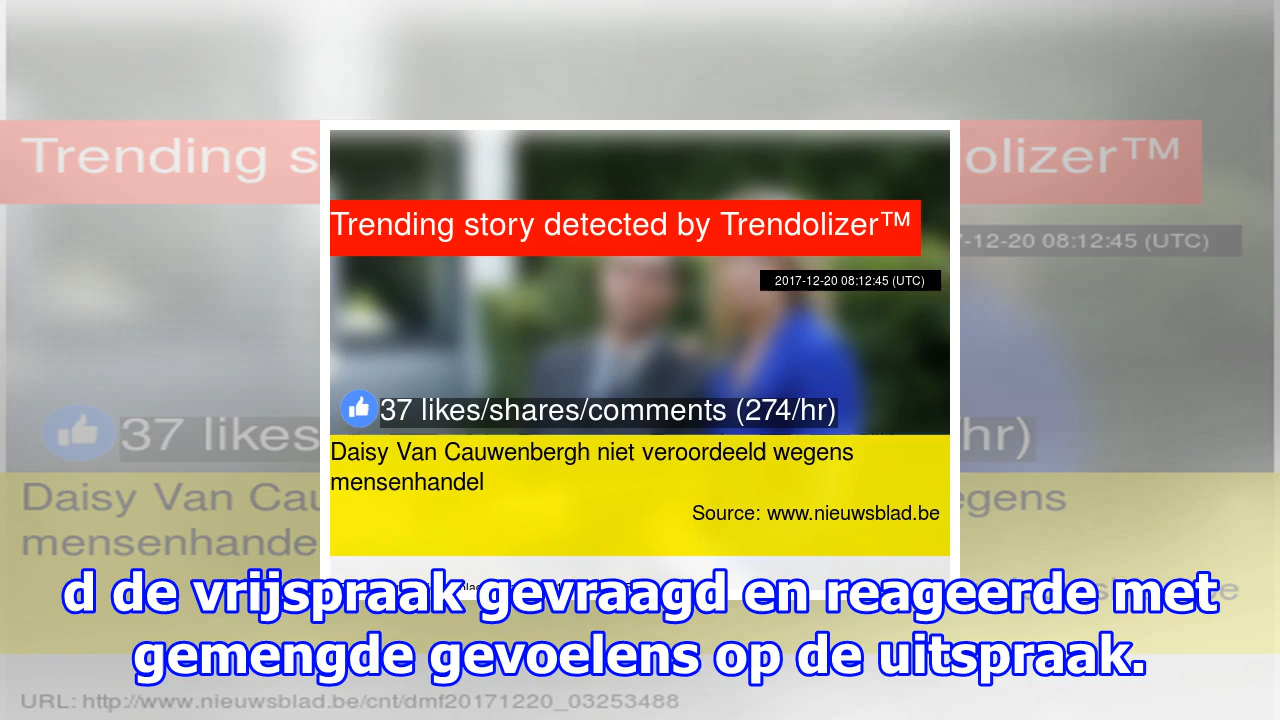 Trending story detected by Trendolizer™
2017-12-20 08:12:45 (UTC)
37 likes/shares/comments (274/hr)
Daisy Van Cauwenbergh niet veroordeeld wegens
mensenhandel
Source: www.nieuwsblad.be
d de vrijspraak gevraagd en reageerde met
gemengde gevoelens op de uitspraak.
URL: http://www.nieuwsblad.be/cnt/dmf20171220_03253488